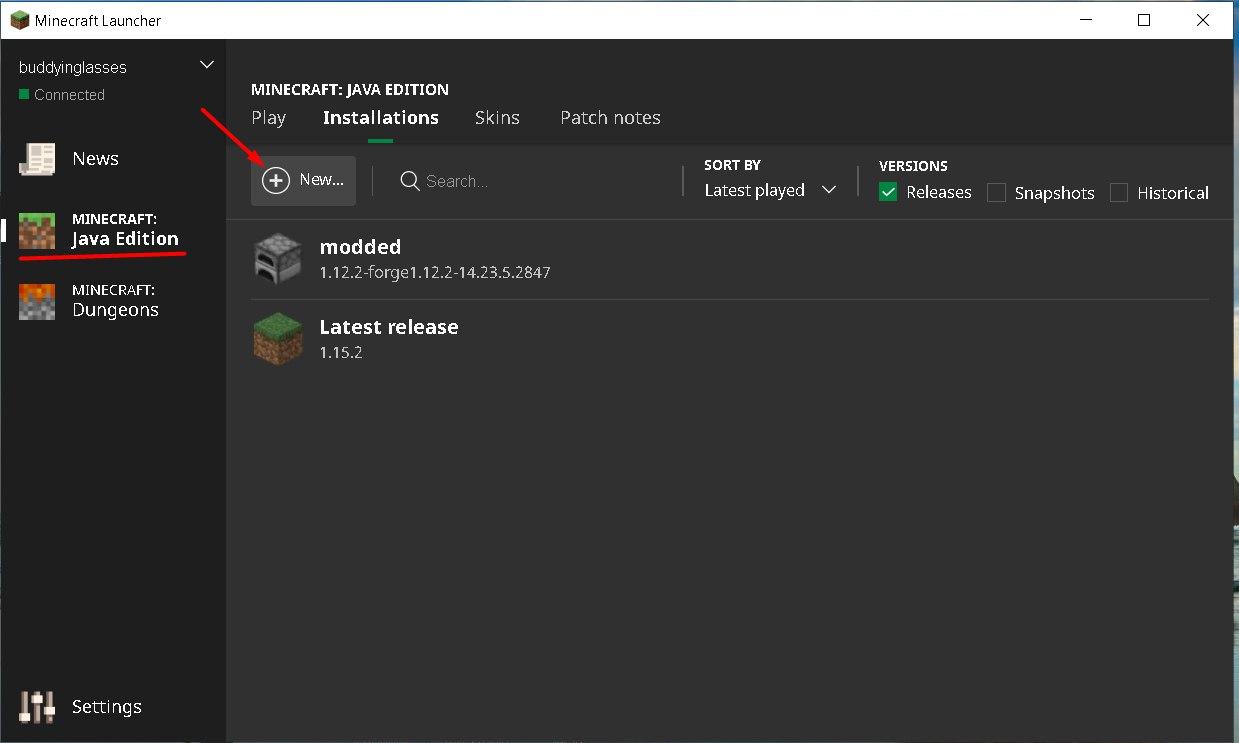 Minecraft Launcher
buddyinglasses
Connected
News
MINECRAFT:
Java Edition
MINECRAFT:
Dungeons
Settings
MINECRAFT: JAVA EDITION
Play Installations Skins Patch notes
New... Search...
SORT BY
Latest played
VERSIONS
Releases Snapshots Historical
modded
1.12.2-forge1.12.2-14.23.5.2847
Latest release
1.15.2